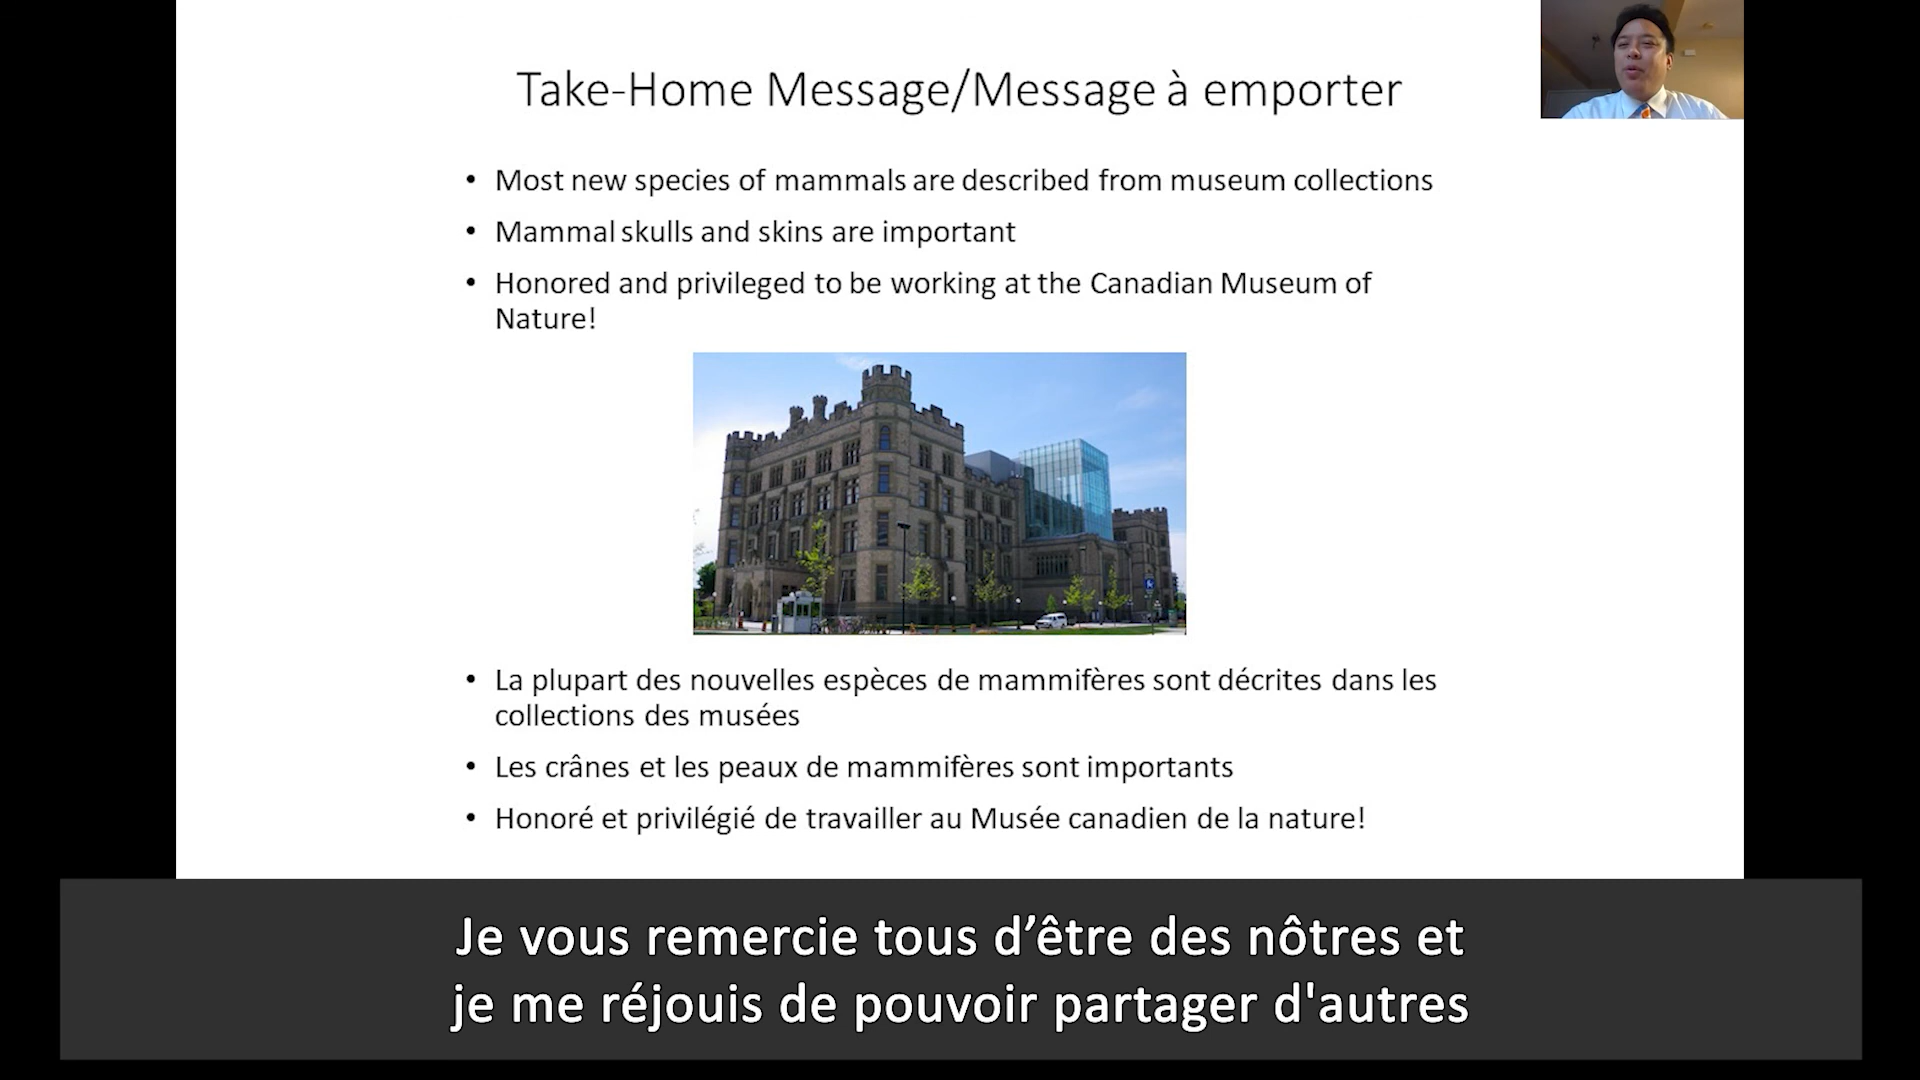 Take-Home Message/Message à emporter
• Most new species of mammals are described from museum collections
• Mammal skulls and skins are important
• Honored and privileged to be working at the Canadian Museum of
Nature!
• La plupart des nouvelles espèces de mammifères sont décrites dans les
collections des musées
• Les crânes et les peaux de mammifères sont importants
• Honoré et privilégié de travailler au Musée canadien de la nature!
Je vous remercie tous d’être des nôtres et
je me réjouis de pouvoir partager d'autres